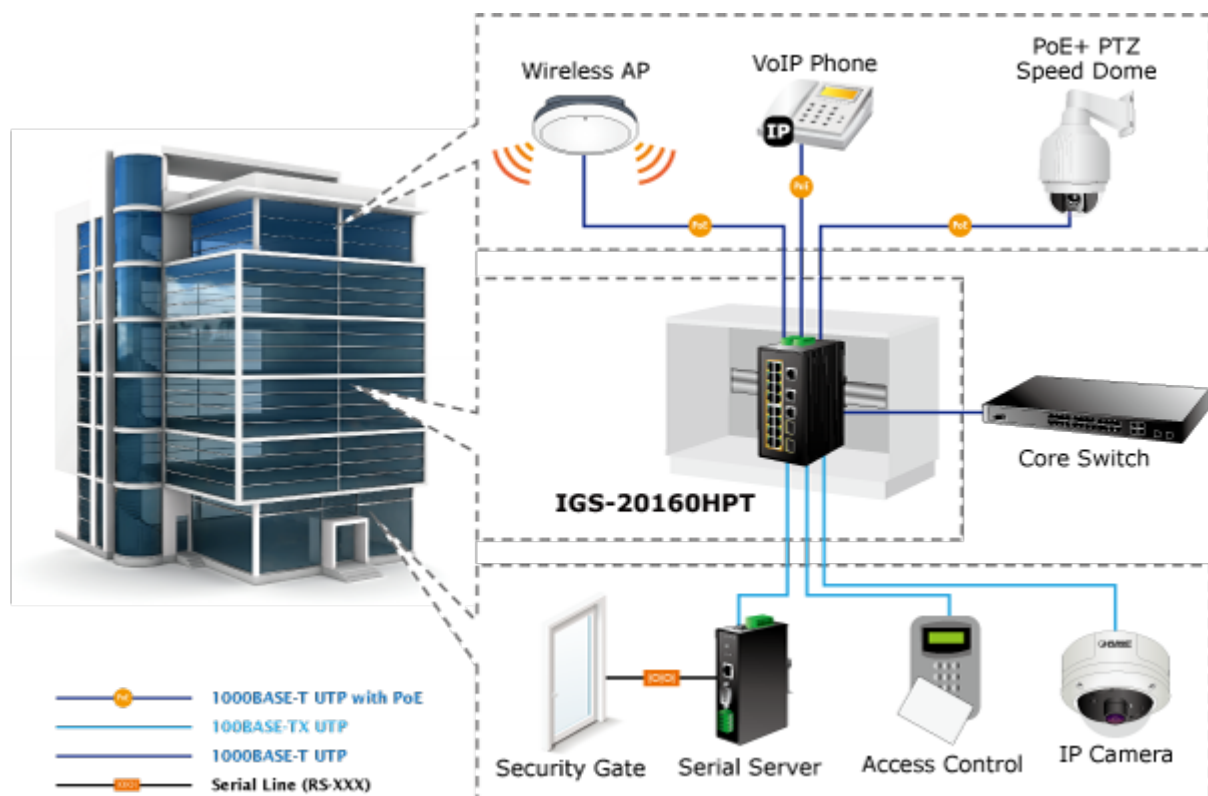 Wireless AP
VoIP Phone
PoE+ PTZ
Speed Dome
IP
PoE
PoE
PoE
IGS-20160HPT
Core Switch
Security Gate
Serial Server
Access Control
IP Camera
PoE
1000BASE-T UTP with PoE
100BASE-TX UTP
1000BASE-T UTP
Serial Line (RS-XXX)